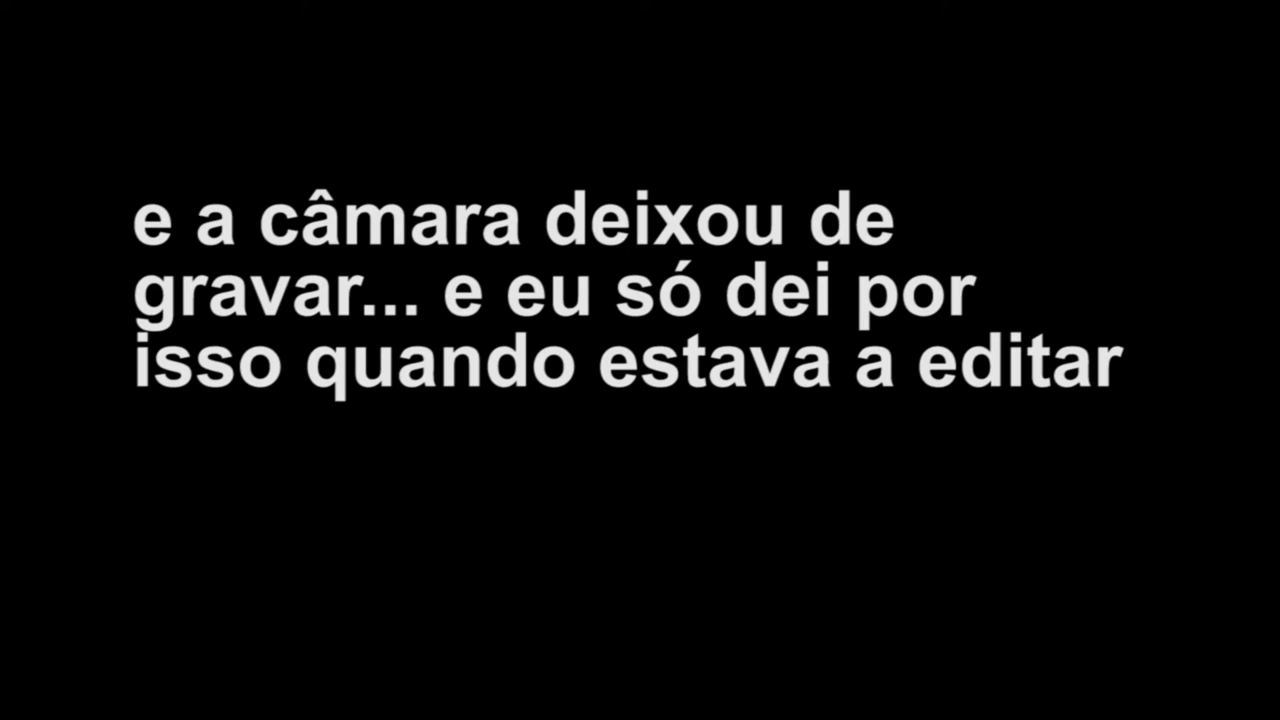 e a câmara deixou de
gravar... e eu só dei por
isso quando estava a editar